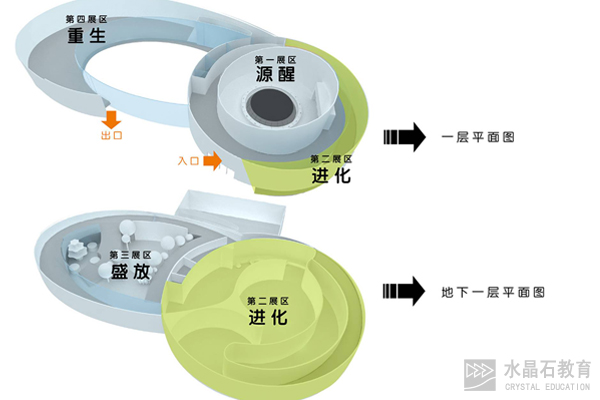 第四展区
重生
第一展区
源醒
出口
入口
第二展区
进化
一层平面图
第三展区
盛放
第二展区
进化
地下一层平面图
水晶石教育
CRYSTAL EDUCATION